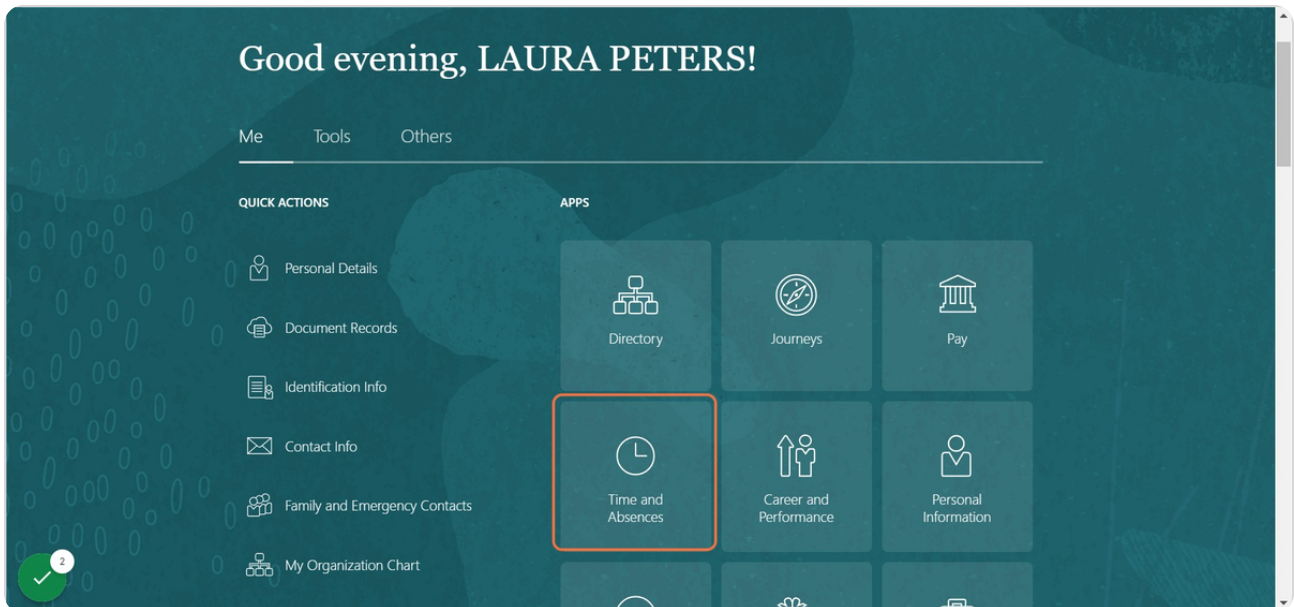 Good evening, LAURA PETERS!
Me Tools Others
QUICK ACTIONS
Personal Details
Document Records
Identification Info
Contact Info
Family and Emergency Contacts
My Organization Chart
APPS
Directory
Journeys
Pay
Time and
Absences
Career and
Performance
Personal
Information
2